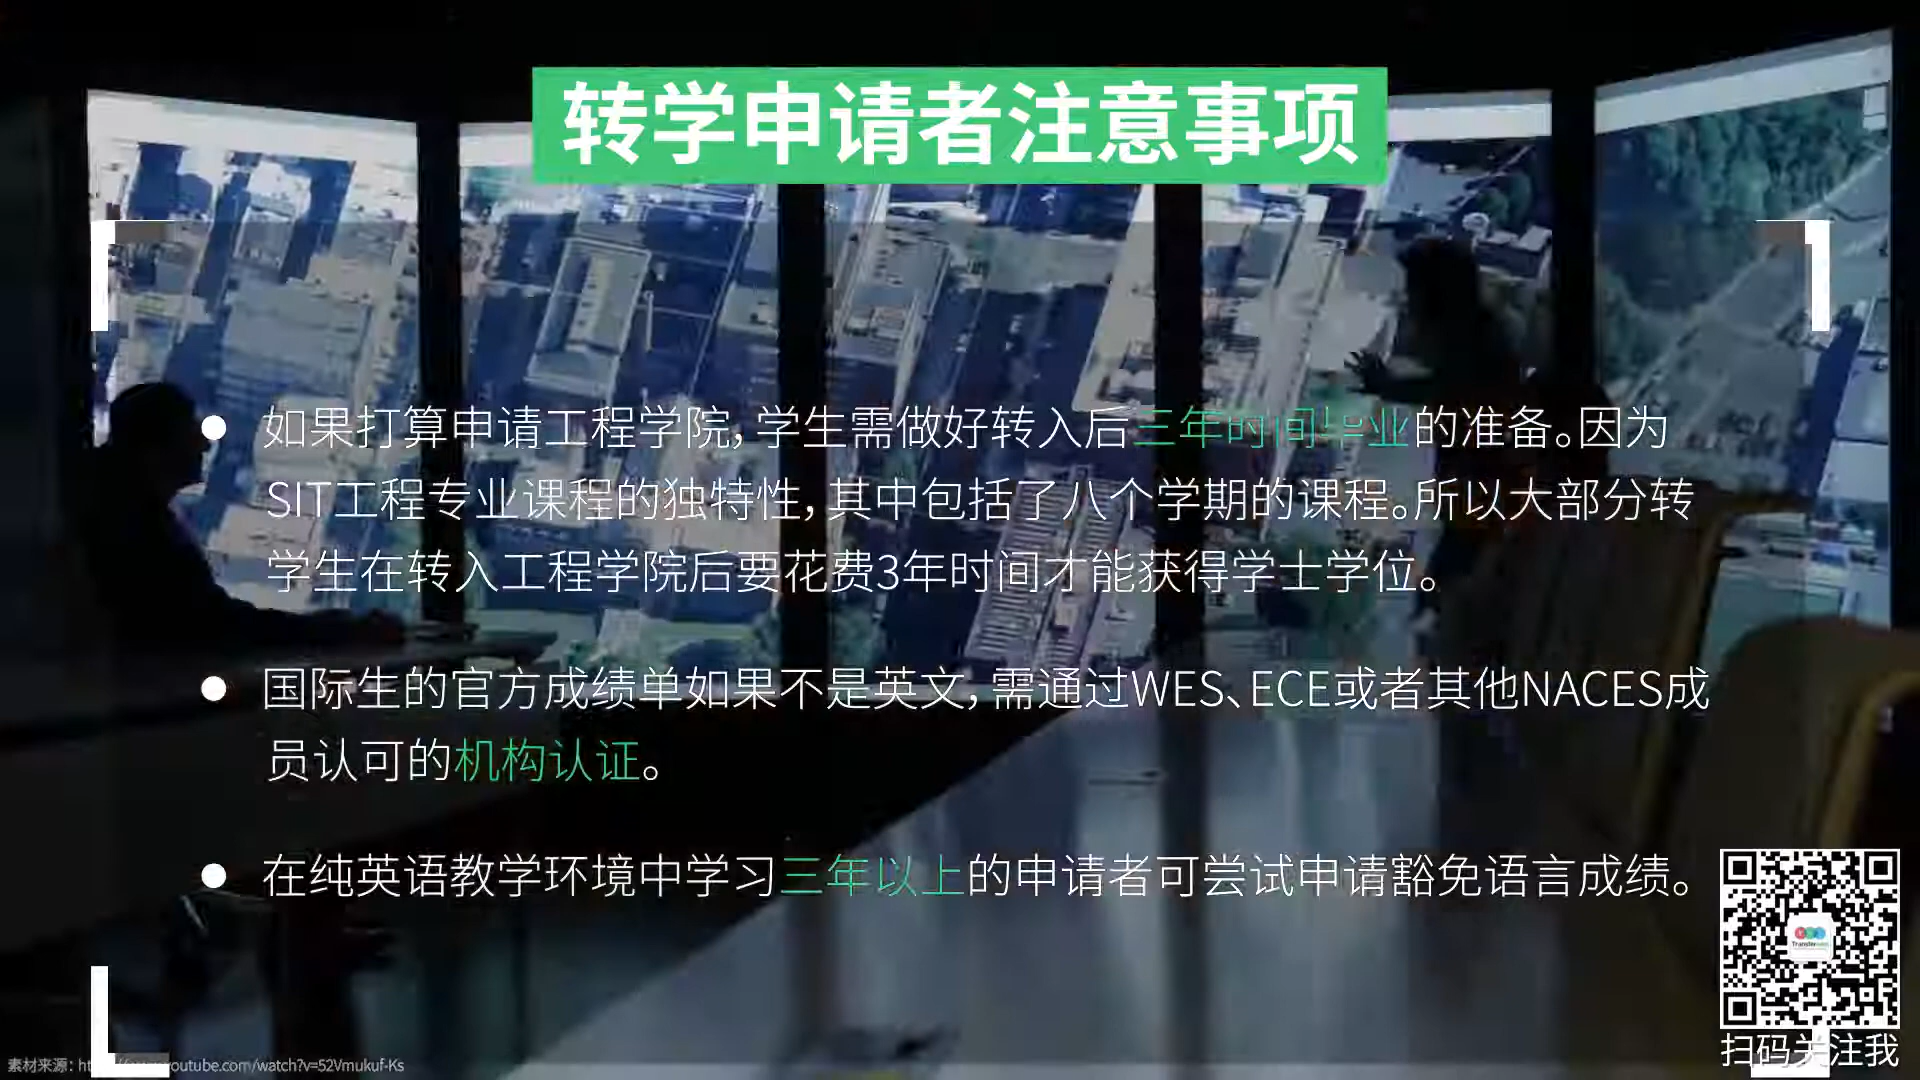 转学申请者注意事项
如果打算申请工程学院，学生需做好转入后三年时间毕业的准备。因为
SIT工程专业课程的独特性，其中包括了八个学期的课程。所以大部分转
学生在转入工程学院后要花费3年时间才能获得学士学位。
国际生的官方成绩单如果不是英文，需通过WES、ECE或者其他NACES成
员认可的机构认证。
在纯英语教学环境中学习三年以上的申请者可尝试申请豁免语言成绩。
扫码关注我
素材来源：youtube.com/watch?v=52Vmukuf-Ks